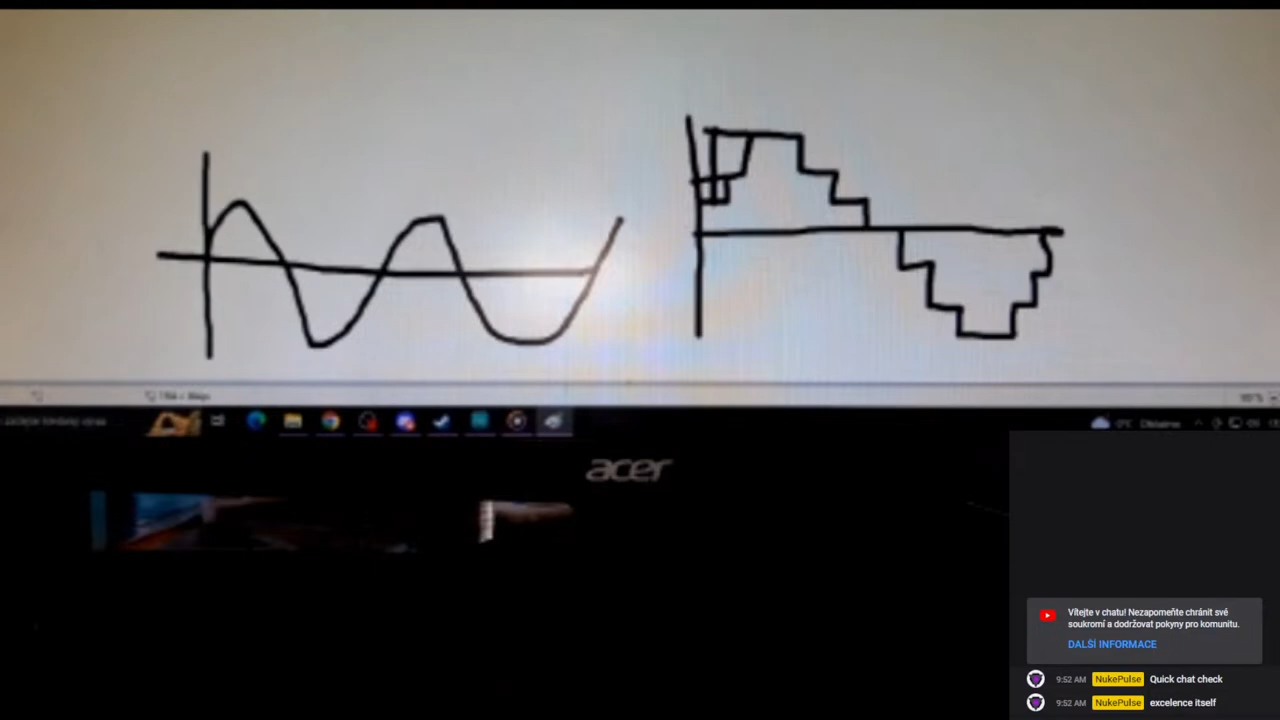 acer
Vítejte v chatu! Nezapomeňte chránit své
soukromí a dodržovat pokyny pro komunitu.
DALŠÍ INFORMACE
9:52 AM NukePulse Quick chat check
9:52 AM NukePulse excelence itself